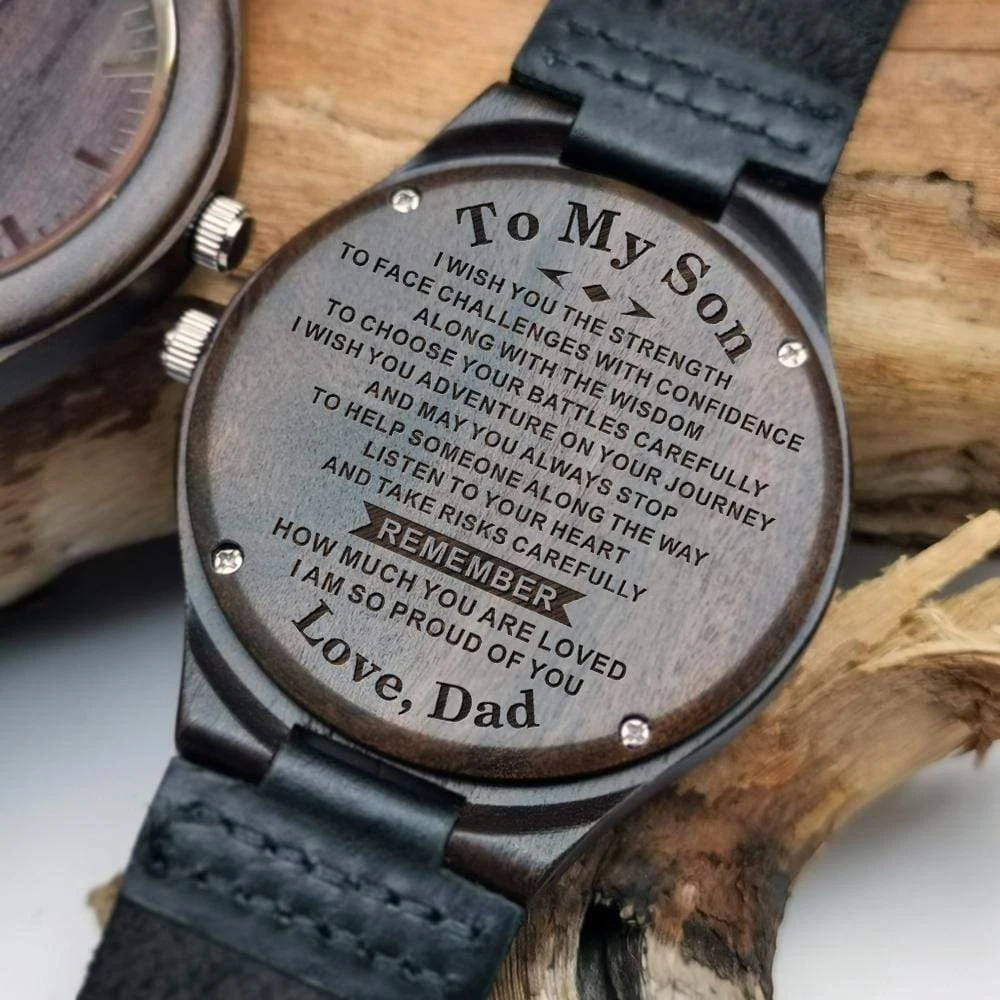 To My Son
I WISH YOU THE STRENGTH
TO FACE CHALLENGES WITH CONFIDENCE
ALONG WITH THE WISDOM
TO CHOOSE YOUR BATTLES CAREFULLY
I WISH YOU ADVENTURE ON YOUR JOURNEY
AND MAY YOU ALWAYS STOP
TO HELP SOMEONE ALONG THE WAY
LISTEN TO YOUR HEART
AND TAKE RISKS CAREFULLY
REMEMBER
HOW MUCH YOU ARE LOVED
I AM SO PROUD OF YOU
Love, Dad